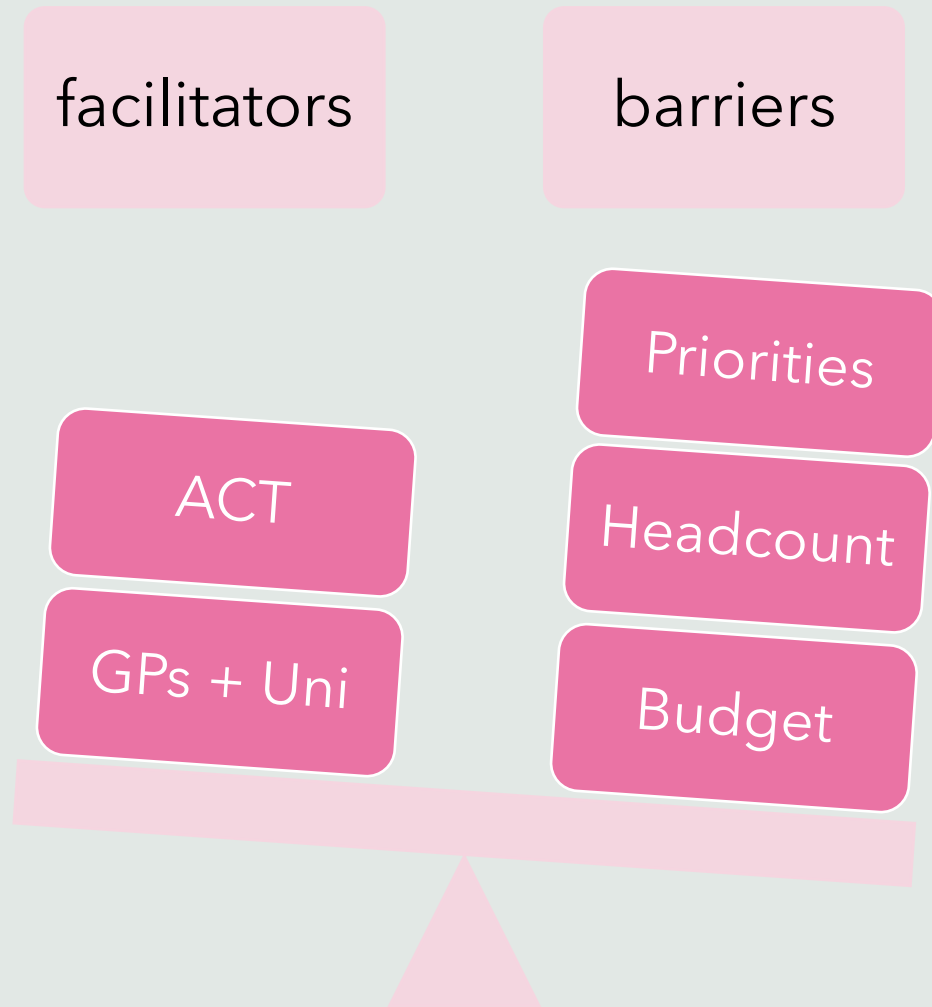 facilitators
barriers
ACT
GPs + Uni
Priorities
Headcount
Budget